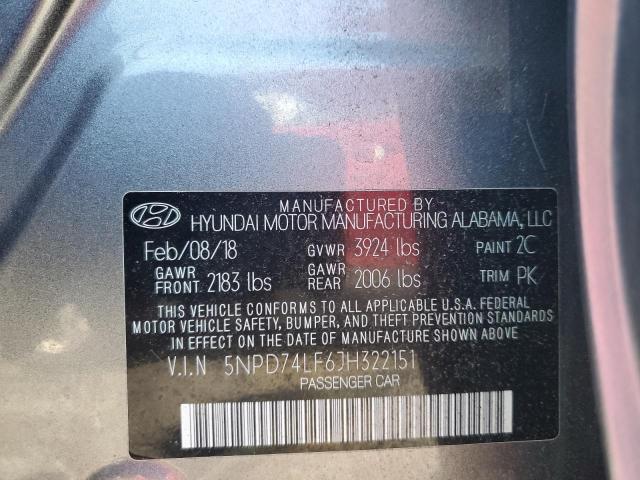 MANUFACTURED BY
HYUNDAI MOTOR MANUFACTURING ALABAMA, LLC
Feb/08/18 GVWR 3924 lbs PAINT 2C
GAWR FRONT 2183 lbs GAWR REAR 2006 lbs TRIM PK
THIS VEHICLE CONFORMS TO ALL APPLICABLE U.S.A. FEDERAL
MOTOR VEHICLE SAFETY, BUMPER, AND THEFT PREVENTION STANDARDS
IN EFFECT ON THE DATE OF MANUFACTURE SHOWN ABOVE.
V.I.N 5NPD74LF6JH322151
PASSENGER CAR